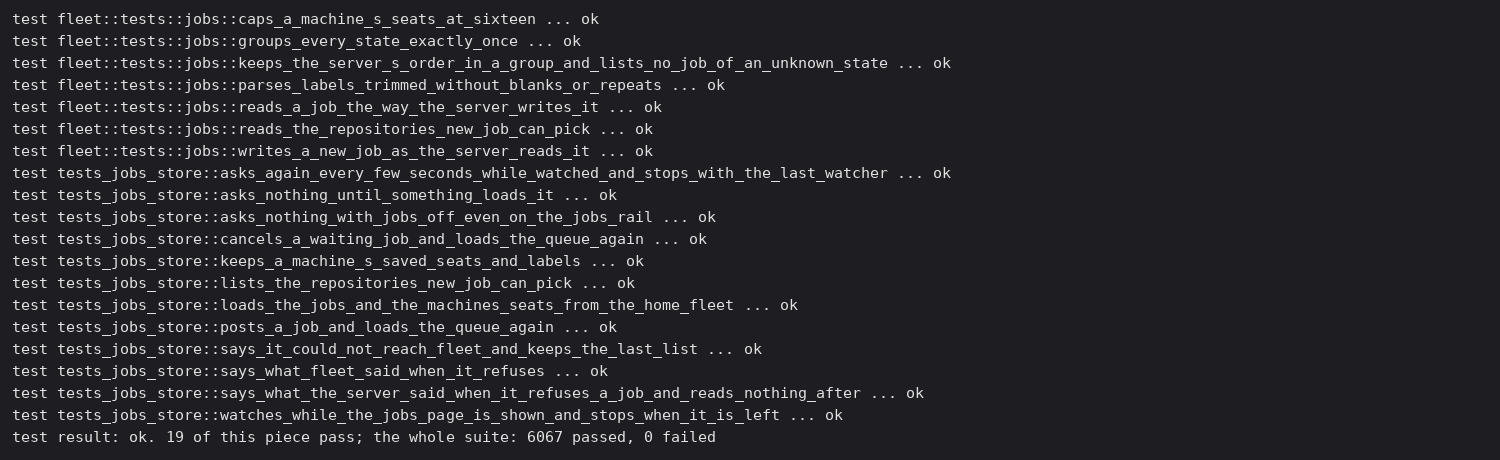 test fleet::tests::jobs::caps_a_machine_s_seats_at_sixteen ... ok
test fleet::tests::jobs::groups_every_state_exactly_once ... ok
test fleet::tests::jobs::keeps_the_server_s_order_in_a_group_and_lists_no_job_of_an_unknown_state ... ok
test fleet::tests::jobs::parses_labels_trimmed_without_blanks_or_repeats ... ok
test fleet::tests::jobs::reads_a_job_the_way_the_server_writes_it ... ok
test fleet::tests::jobs::reads_the_repositories_new_job_can_pick ... ok
test fleet::tests::jobs::writes_a_new_job_as_the_server_reads_it ... ok
test tests_jobs_store::asks_again_every_few_seconds_while_watched_and_stops_with_the_last_watcher ... ok
test tests_jobs_store::asks_nothing_until_something_loads_it ... ok
test tests_jobs_store::asks_nothing_with_jobs_off_even_on_the_jobs_rail ... ok
test tests_jobs_store::cancels_a_waiting_job_and_loads_the_queue_again ... ok
test tests_jobs_store::keeps_a_machine_s_saved_seats_and_labels ... ok
test tests_jobs_store::lists_the_repositories_new_job_can_pick ... ok
test tests_jobs_store::loads_the_jobs_and_the_machines_seats_from_the_home_fleet ... ok
test tests_jobs_store::posts_a_job_and_loads_the_queue_again ... ok
test tests_jobs_store::says_it_could_not_reach_fleet_and_keeps_the_last_list ... ok
test tests_jobs_store::says_what_fleet_said_when_it_refuses ... ok
test tests_jobs_store::says_what_the_server_said_when_it_refuses_a_job_and_reads_nothing_after ... ok
test tests_jobs_store::watches_while_the_jobs_page_is_shown_and_stops_when_it_is_left ... ok
test result: ok. 19 of this piece pass; the whole suite: 6067 passed, 0 failed